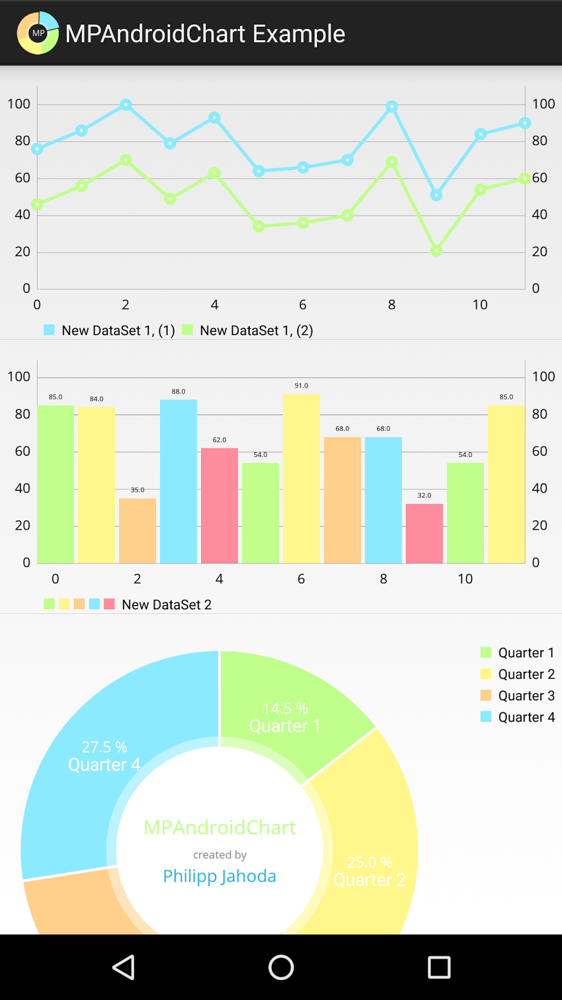 MP MPAndroidChart Example
100 100
80 80
60 60
40 40
20 20
0 0
0 2 4 6 8 10
New DataSet 1, (1) New DataSet 1, (2)
100 100
80 80
60 60
40 40
20 20
0 0
85.0 84.0 35.0 88.0 62.0 54.0 91.0 68.0 68.0 32.0 54.0 85.0
0 2 4 6 8 10
New DataSet 2
Quarter 1
Quarter 2
Quarter 3
Quarter 4
14.5 %
Quarter 1
27.5 %
Quarter 4
25.0 %
Quarter 2
MPAndroidChart
created by
Philipp Jahoda